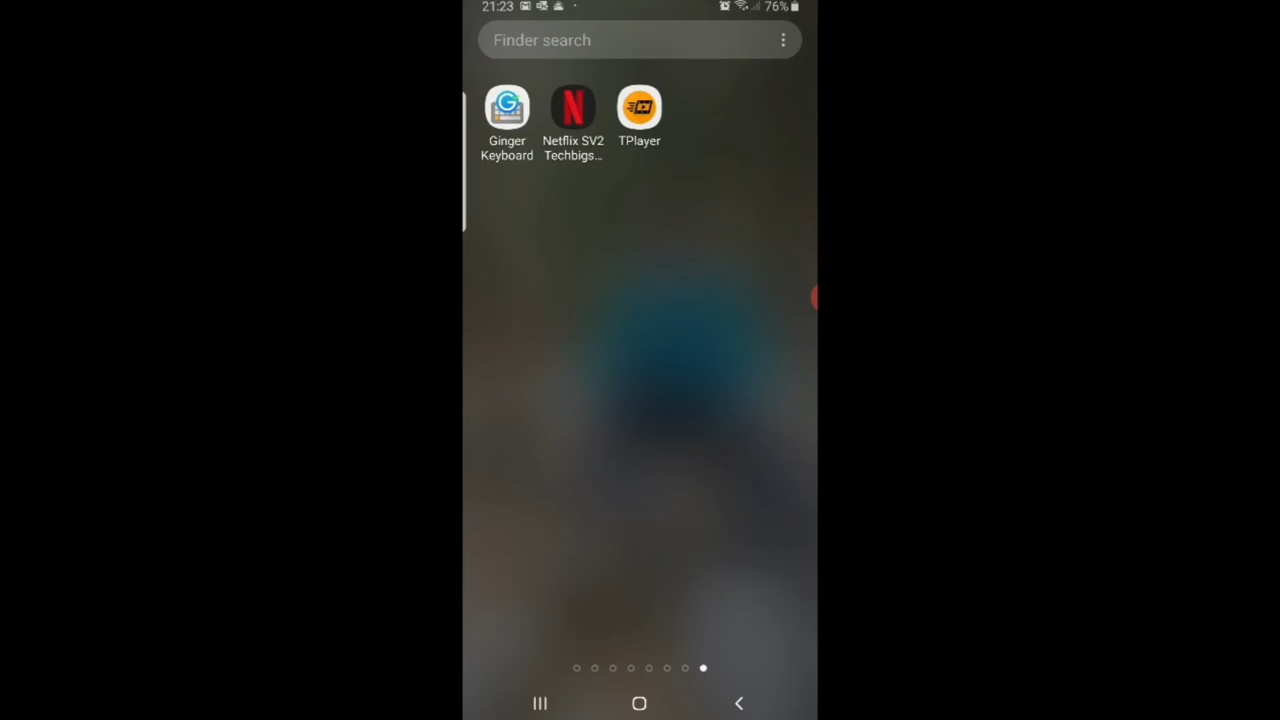 21:23
76%
Finder search
Ginger
Keyboard
Netflix SV2
Techbigs...
TPlayer